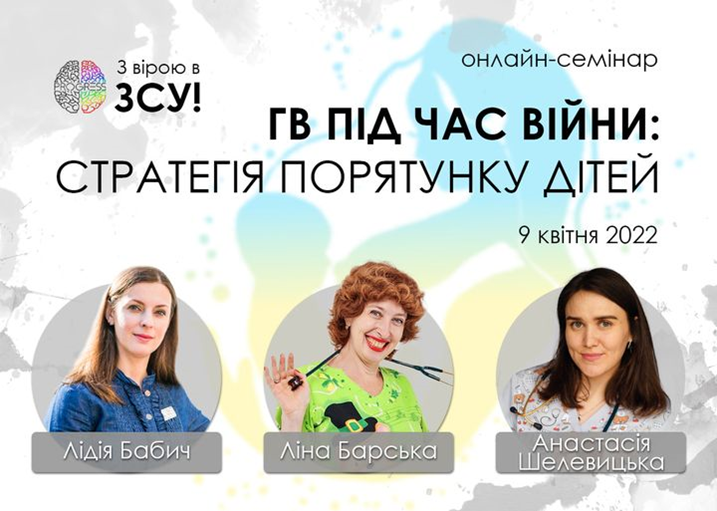 онлайн-семінар
З вірою в
ЗСУ!
PROGRESS
ГВ ПІД ЧАС ВІЙНИ:
СТРАТЕГІЯ ПОРЯТУНКУ ДІТЕЙ
9 квітня 2022
Лідія Бабич
Ліна Барська
Анастасія
Шелевицька